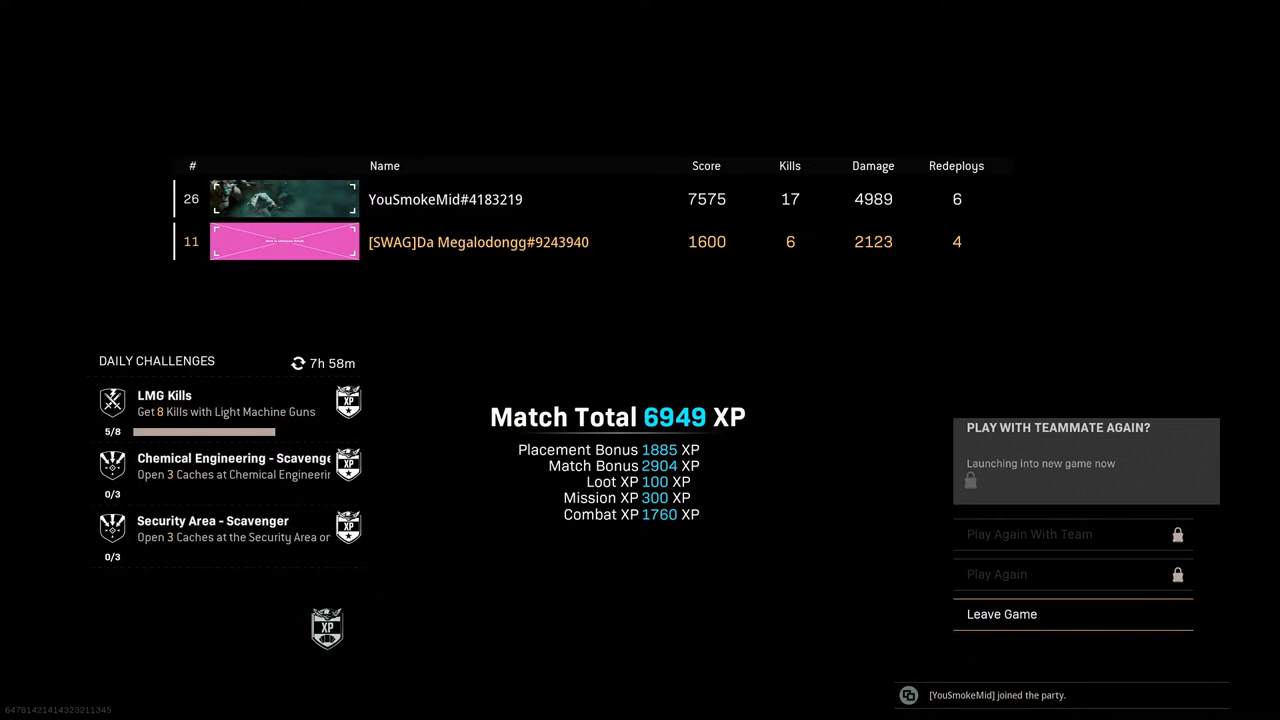 # Name Score Kills Damage Redeploys
26 YouSmokeMid#4183219 7575 17 4989 6
11 [SWAG]Da Megalodongg#9243940 1600 6 2123 4
DAILY CHALLENGES 7h 58m
LMG Kills
Get 8 Kills with Light Machine Guns
XP
5/8
Chemical Engineering - Scavenge
Open 3 Caches at Chemical Engineerin
XP
0/3
Security Area - Scavenger
Open 3 Caches at the Security Area or
XP
0/3
XP
Match Total 6949 XP
Placement Bonus 1885 XP
Match Bonus 2904 XP
Loot XP 100 XP
Mission XP 300 XP
Combat XP 1760 XP
PLAY WITH TEAMMATE AGAIN?
Launching into new game now
Play Again With Team
Play Again
Leave Game
[YouSmokeMid] joined the party.
64781421414323211345